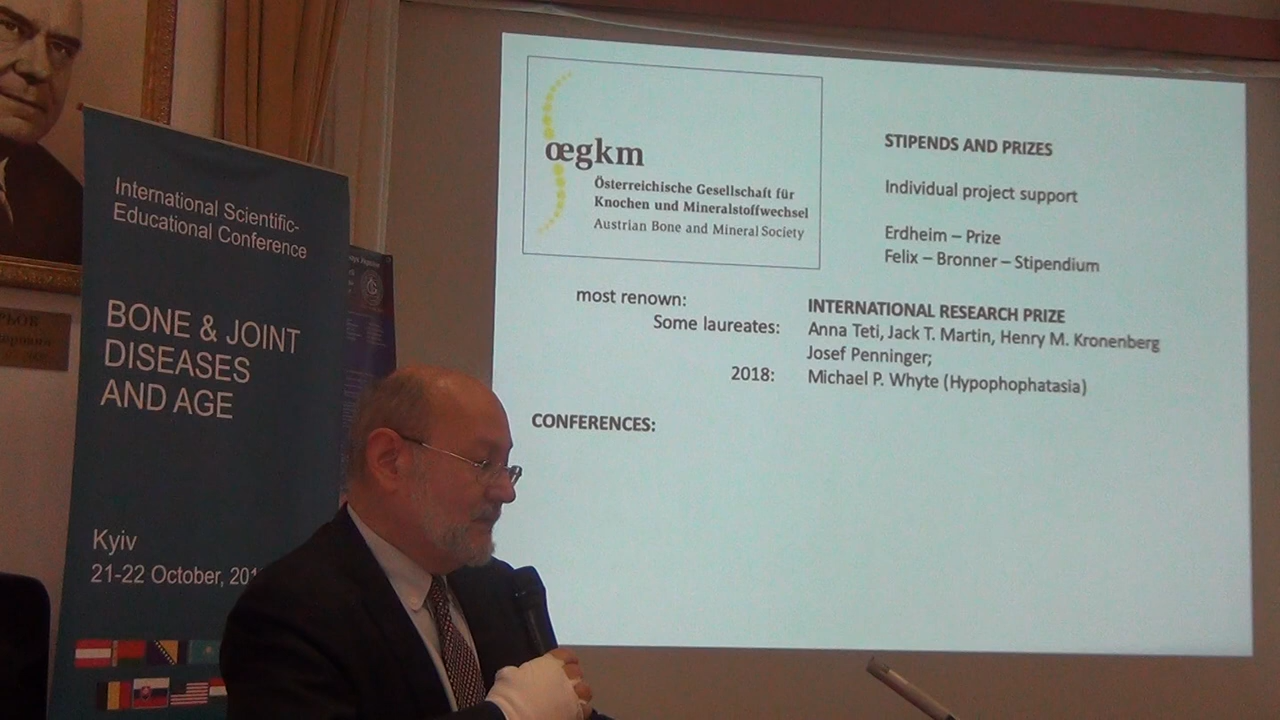 International Scientific-
Educational Conference
BONE & JOINT
DISEASES
AND AGE
Kyiv
21-22 October, 201
œgkm
Österreichische Gesellschaft für
Knochen und Mineralstoffwechsel
Austrian Bone and Mineral Society
STIPENDS AND PRIZES
Individual project support
Erdheim – Prize
Felix – Bronner – Stipendium
most renown: INTERNATIONAL RESEARCH PRIZE
Some laureates: Anna Teti, Jack T. Martin, Henry M. Kronenberg
Josef Penninger;
2018: Michael P. Whyte (Hypophophatasia)
CONFERENCES: